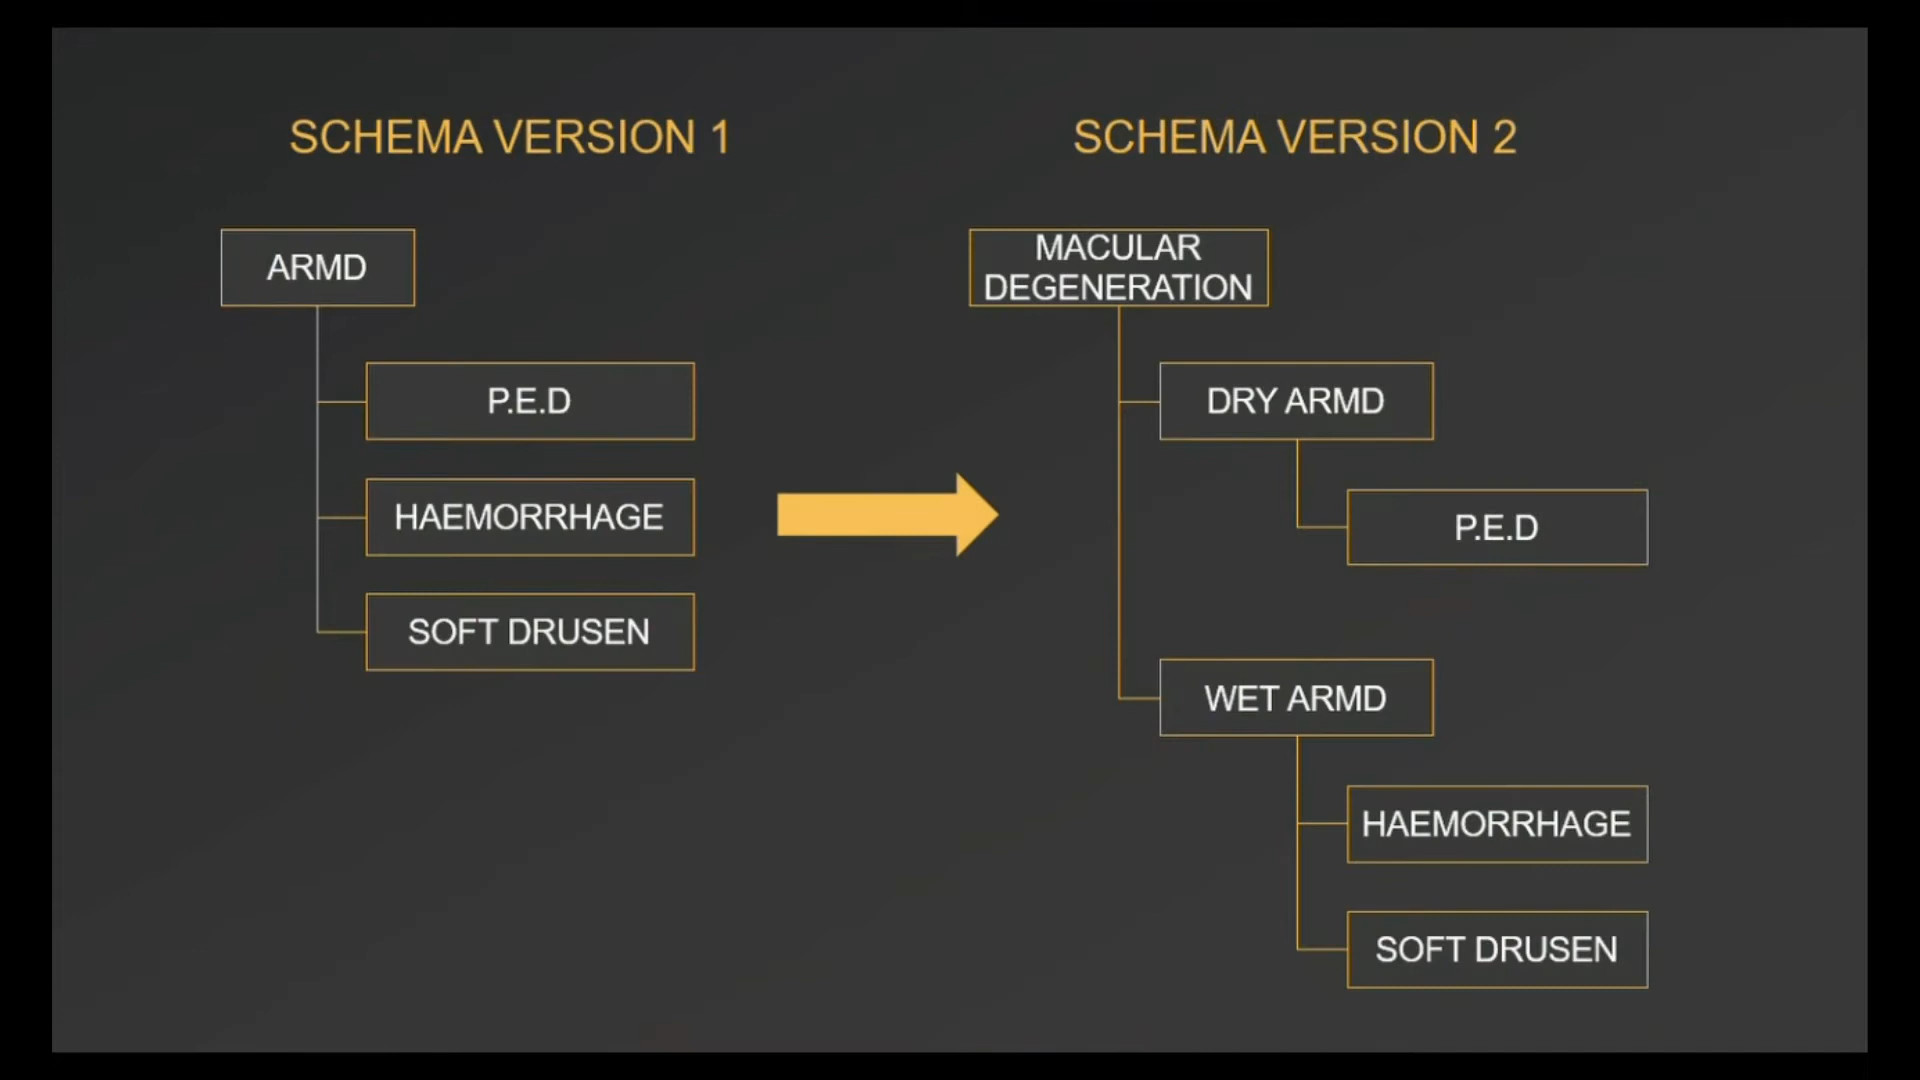 SCHEMA VERSION 1
ARMD
P.E.D
HAEMORRHAGE
SOFT DRUSEN
SCHEMA VERSION 2
MACULAR
DEGENERATION
DRY ARMD
P.E.D
WET ARMD
HAEMORRHAGE
SOFT DRUSEN